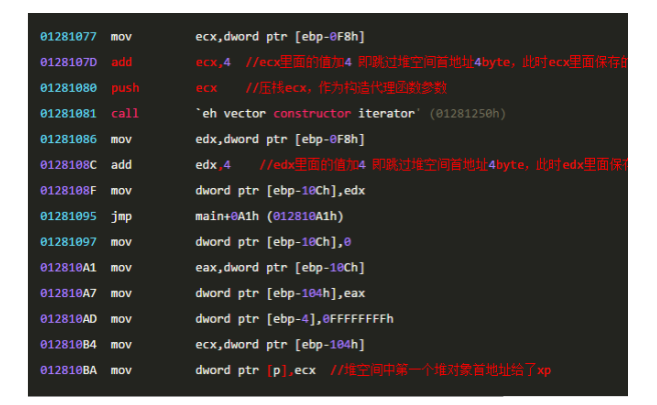 01281077 mov ecx,dword ptr [ebp-0F8h]
0128107D add ecx,4 //ecx里面的值加4 即跳过堆空间首地址4byte，此时ecx里面保存的
01281080 push ecx //压栈ecx，作为构造代理函数参数
01281081 call `eh vector constructor iterator' (01281250h)
01281086 mov edx,dword ptr [ebp-0F8h]
0128108C add edx,4 //edx里面的值加4 即跳过堆空间首地址4byte，此时edx里面保存
0128108F mov dword ptr [ebp-10Ch],edx
01281095 jmp main+0A1h (012810A1h)
01281097 mov dword ptr [ebp-10Ch],0
012810A1 mov eax,dword ptr [ebp-10Ch]
012810A7 mov dword ptr [ebp-104h],eax
012810AD mov dword ptr [ebp-4],0FFFFFFFFh
012810B4 mov ecx,dword ptr [ebp-104h]
012810BA mov dword ptr [p],ecx //堆空间中第一个堆对象首地址给了xp